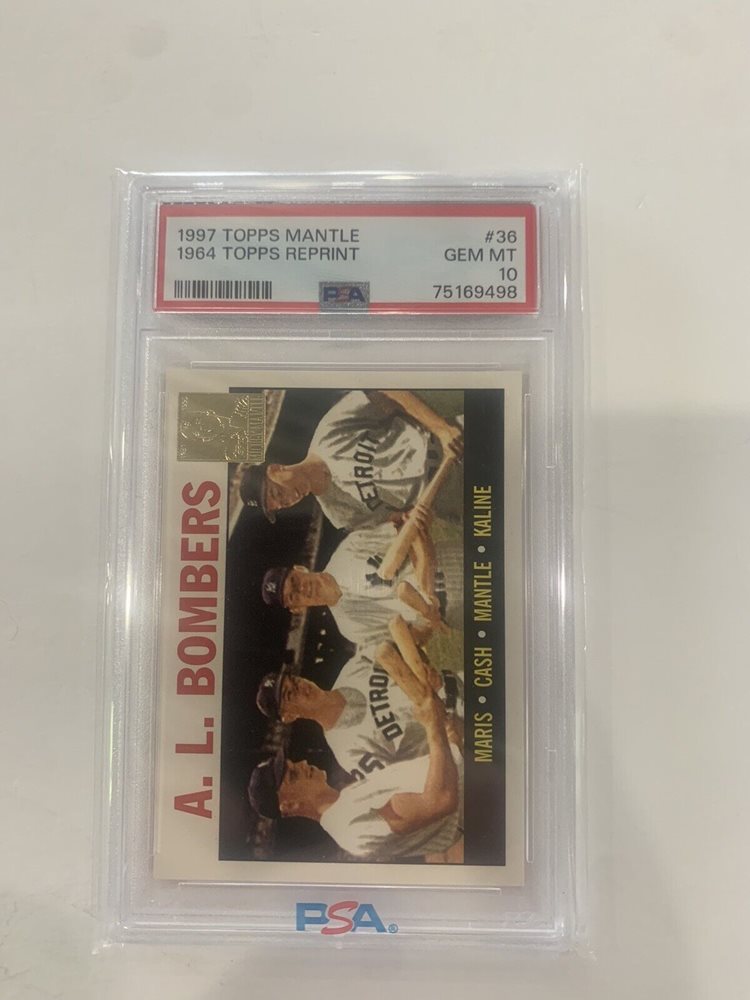 1997 TOPPS MANTLE #36
1964 TOPPS REPRINT GEM MT
10
75169498
PSA
A. L. BOMBERS
DETROIT
DETRO
MARIS • CASH • MANTLE • KALINE
PSA®